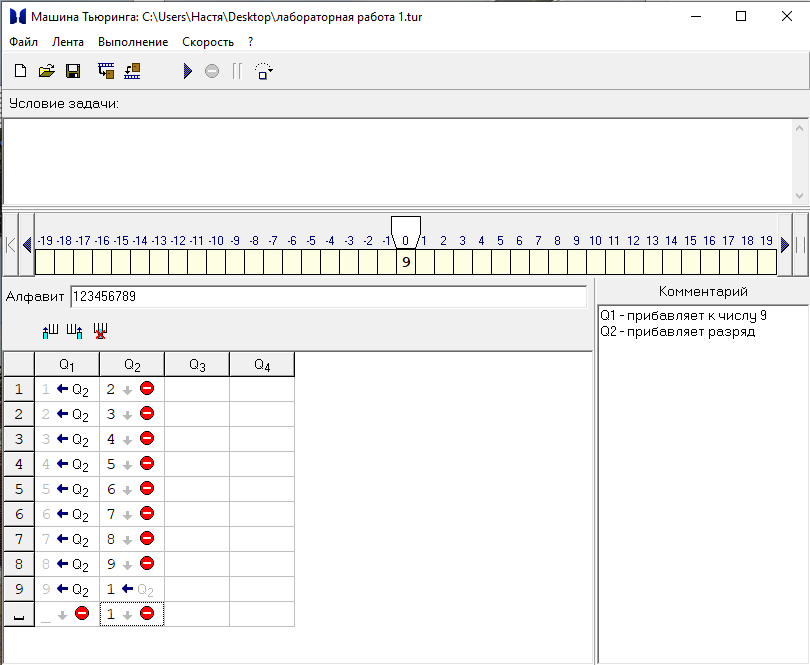 Машина Тьюринга: C:\Users\Настя\Desktop\лабораторная работа 1.tur
Файл Лента Выполнение Скорость ?
Условие задачи:
-19 -18 -17 -16 -15 -14 -13 -12 -11 -10 -9 -8 -7 -6 -5 -4 -3 -2 -1 0 1 2 3 4 5 6 7 8 9 10 11 12 13 14 15 16 17 18 19
9
Алфавит 123456789
Комментарий
Q1 - прибавляет к числу 9
Q2 - прибавляет разряд
Q1 Q2 Q3 Q4
1 1 ← Q2 2 ↓
2 2 ← Q2 3 ↓
3 3 ← Q2 4 ↓
4 4 ← Q2 5 ↓
5 5 ← Q2 6 ↓
6 6 ← Q2 7 ↓
7 7 ← Q2 8 ↓
8 8 ← Q2 9 ↓
9 9 ← Q2 1 ← Q2
␣ _ ↓ 1 ↓